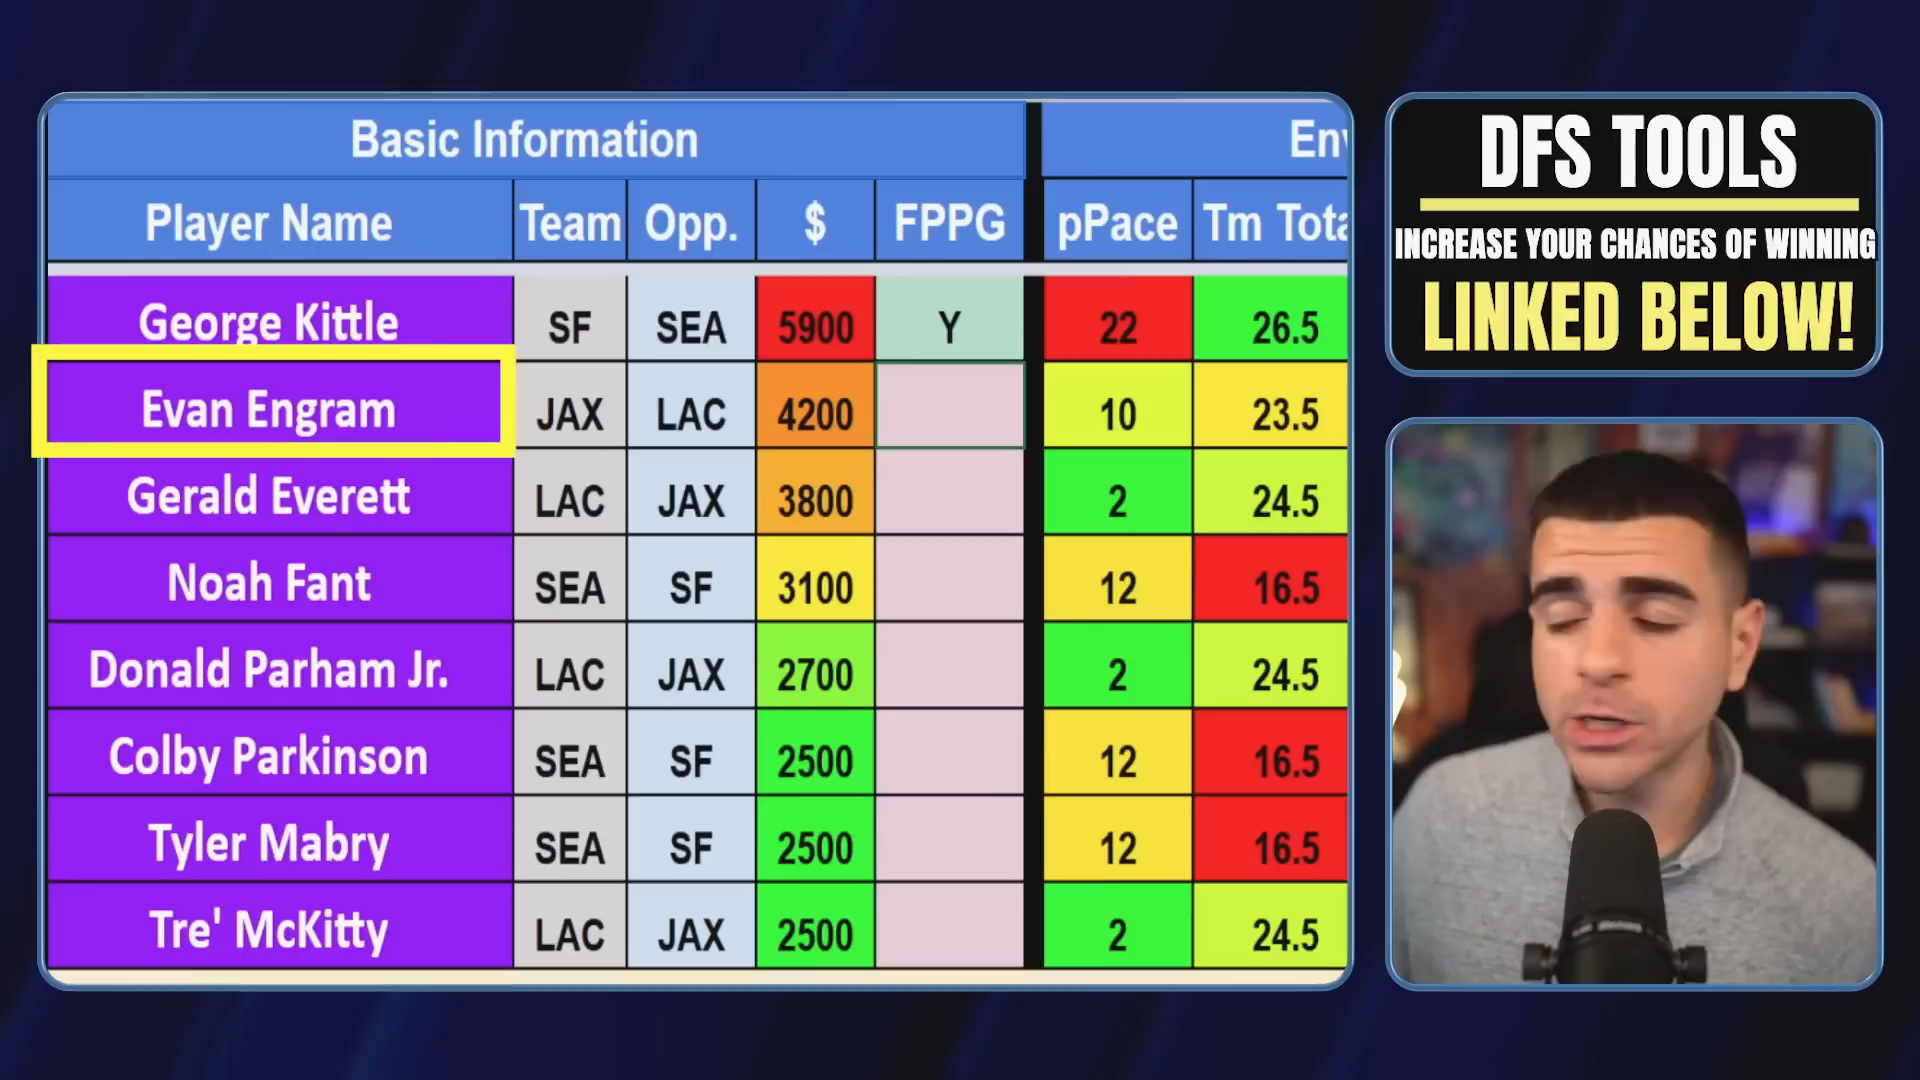 Basic Information
Env
Player Name Team Opp. $ FPPG pPace Tm Tota
George Kittle SF SEA 5900 Y 22 26.5
Evan Engram JAX LAC 4200 10 23.5
Gerald Everett LAC JAX 3800 2 24.5
Noah Fant SEA SF 3100 12 16.5
Donald Parham Jr. LAC JAX 2700 2 24.5
Colby Parkinson SEA SF 2500 12 16.5
Tyler Mabry SEA SF 2500 12 16.5
Tre' McKitty LAC JAX 2500 2 24.5
DFS TOOLS
INCREASE YOUR CHANCES OF WINNING
LINKED BELOW!